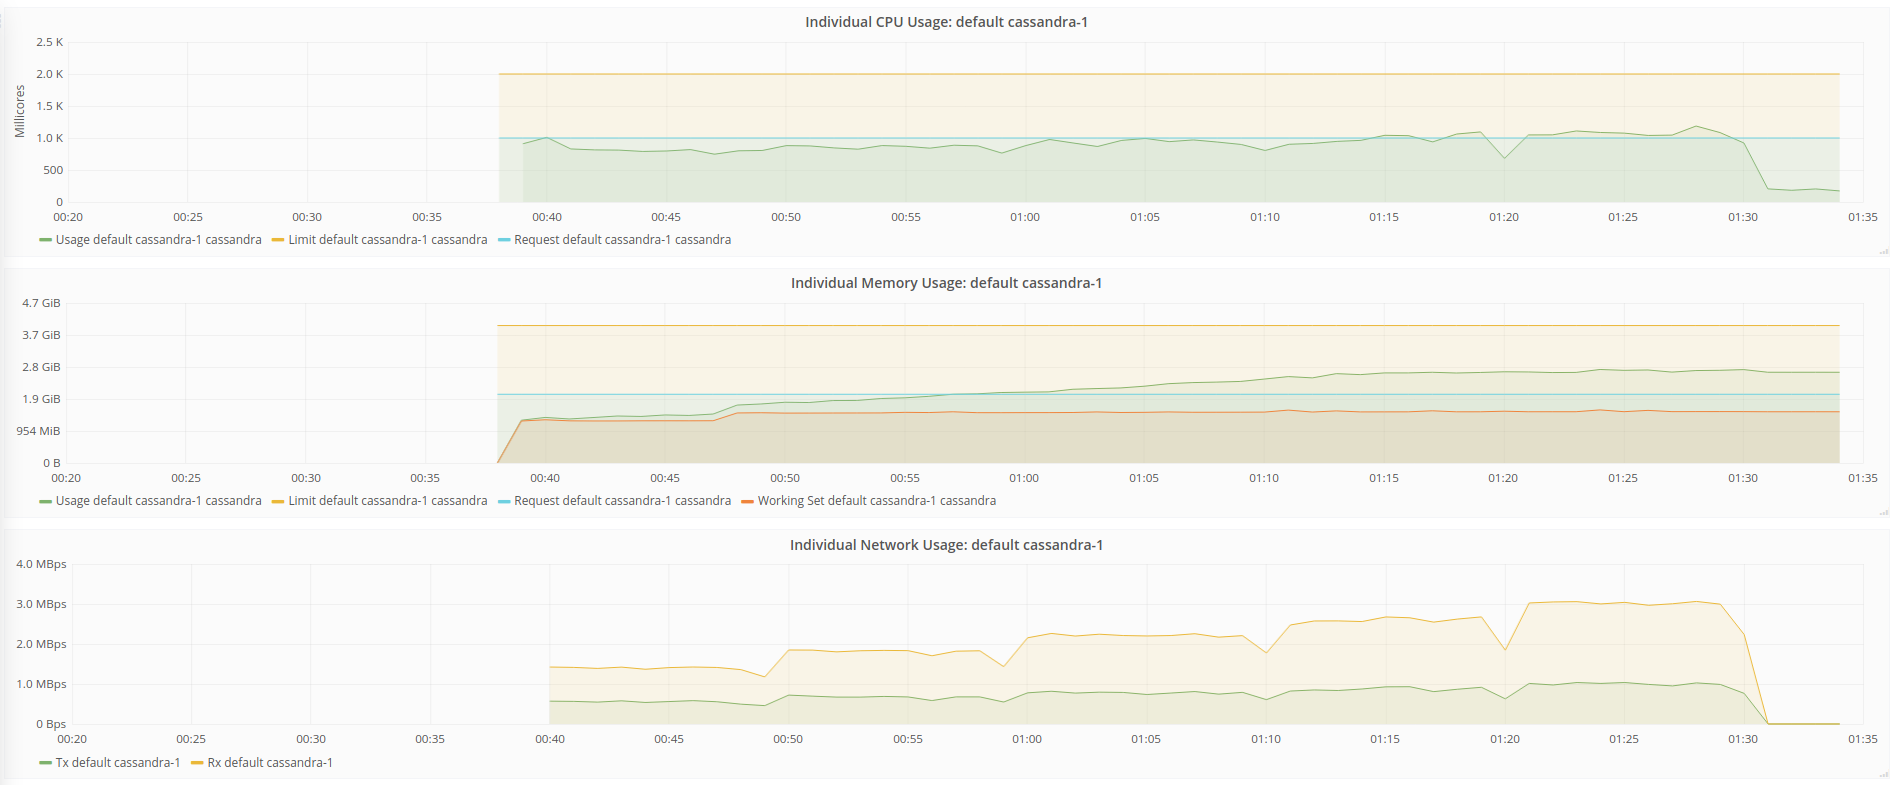 Individual CPU Usage: default cassandra-1
Millicores
2.5 K
2.0 K
1.5 K
1.0 K
500
0
00:20 00:25 00:30 00:35 00:40 00:45 00:50 00:55 01:00 01:05 01:10 01:15 01:20 01:25 01:30 01:35
Usage default cassandra-1 cassandra Limit default cassandra-1 cassandra Request default cassandra-1 cassandra
Individual Memory Usage: default cassandra-1
4.7 GiB
3.7 GiB
2.8 GiB
1.9 GiB
954 MiB
0 B
00:20 00:25 00:30 00:35 00:40 00:45 00:50 00:55 01:00 01:05 01:10 01:15 01:20 01:25 01:30 01:35
Usage default cassandra-1 cassandra Limit default cassandra-1 cassandra Request default cassandra-1 cassandra Working Set default cassandra-1 cassandra
Individual Network Usage: default cassandra-1
4.0 MBps
3.0 MBps
2.0 MBps
1.0 MBps
0 Bps
00:20 00:25 00:30 00:35 00:40 00:45 00:50 00:55 01:00 01:05 01:10 01:15 01:20 01:25 01:30 01:35
Tx default cassandra-1 Rx default cassandra-1